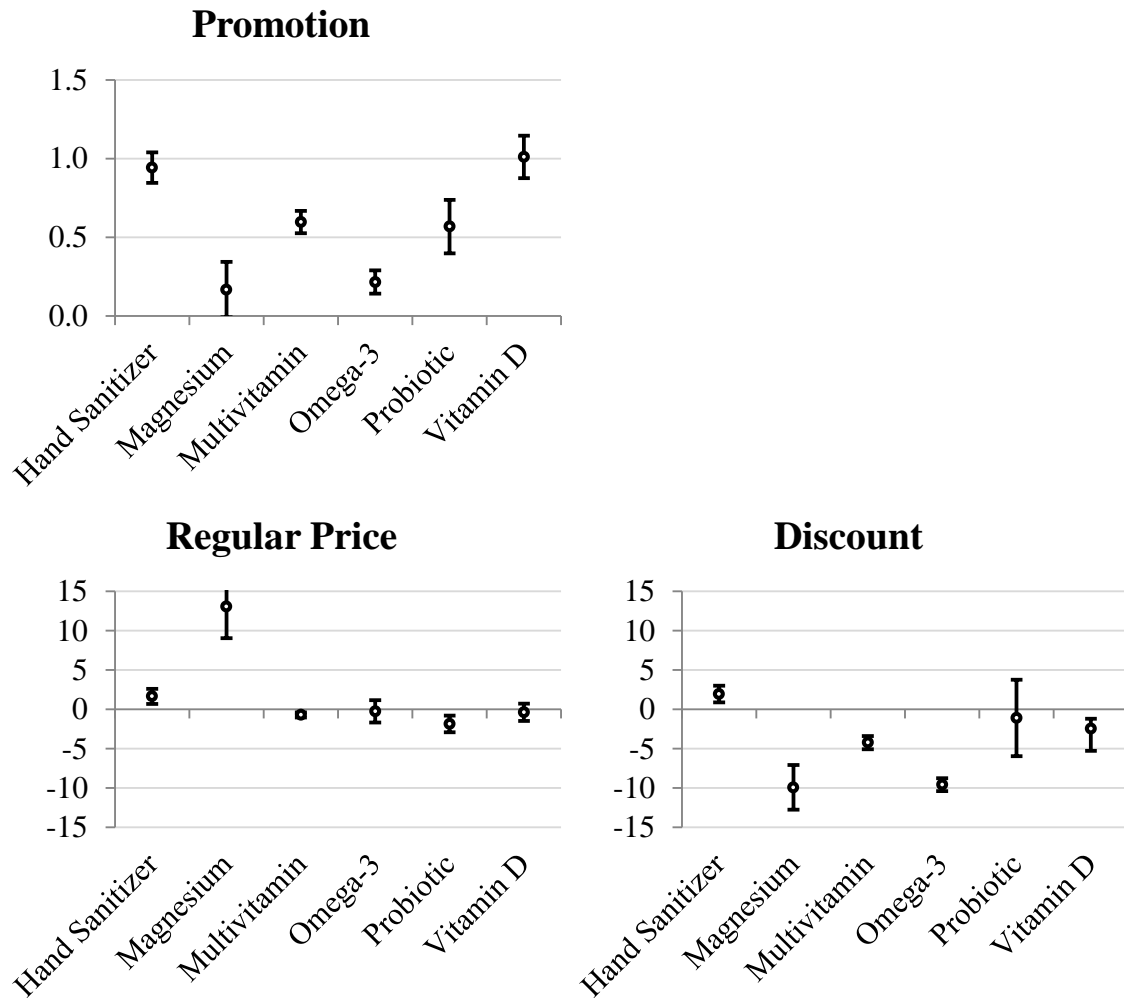 Promotion
1.5
1.0
0.5
0.0
Hand Sanitizer
Magnesium
Multivitamin
Omega-3
Probiotic
Vitamin D
Regular Price
15
10
5
0
-5
-10
-15
Hand Sanitizer
Magnesium
Multivitamin
Omega-3
Probiotic
Vitamin D
Discount
15
10
5
0
-5
-10
-15
Hand Sanitizer
Magnesium
Multivitamin
Omega-3
Probiotic
Vitamin D